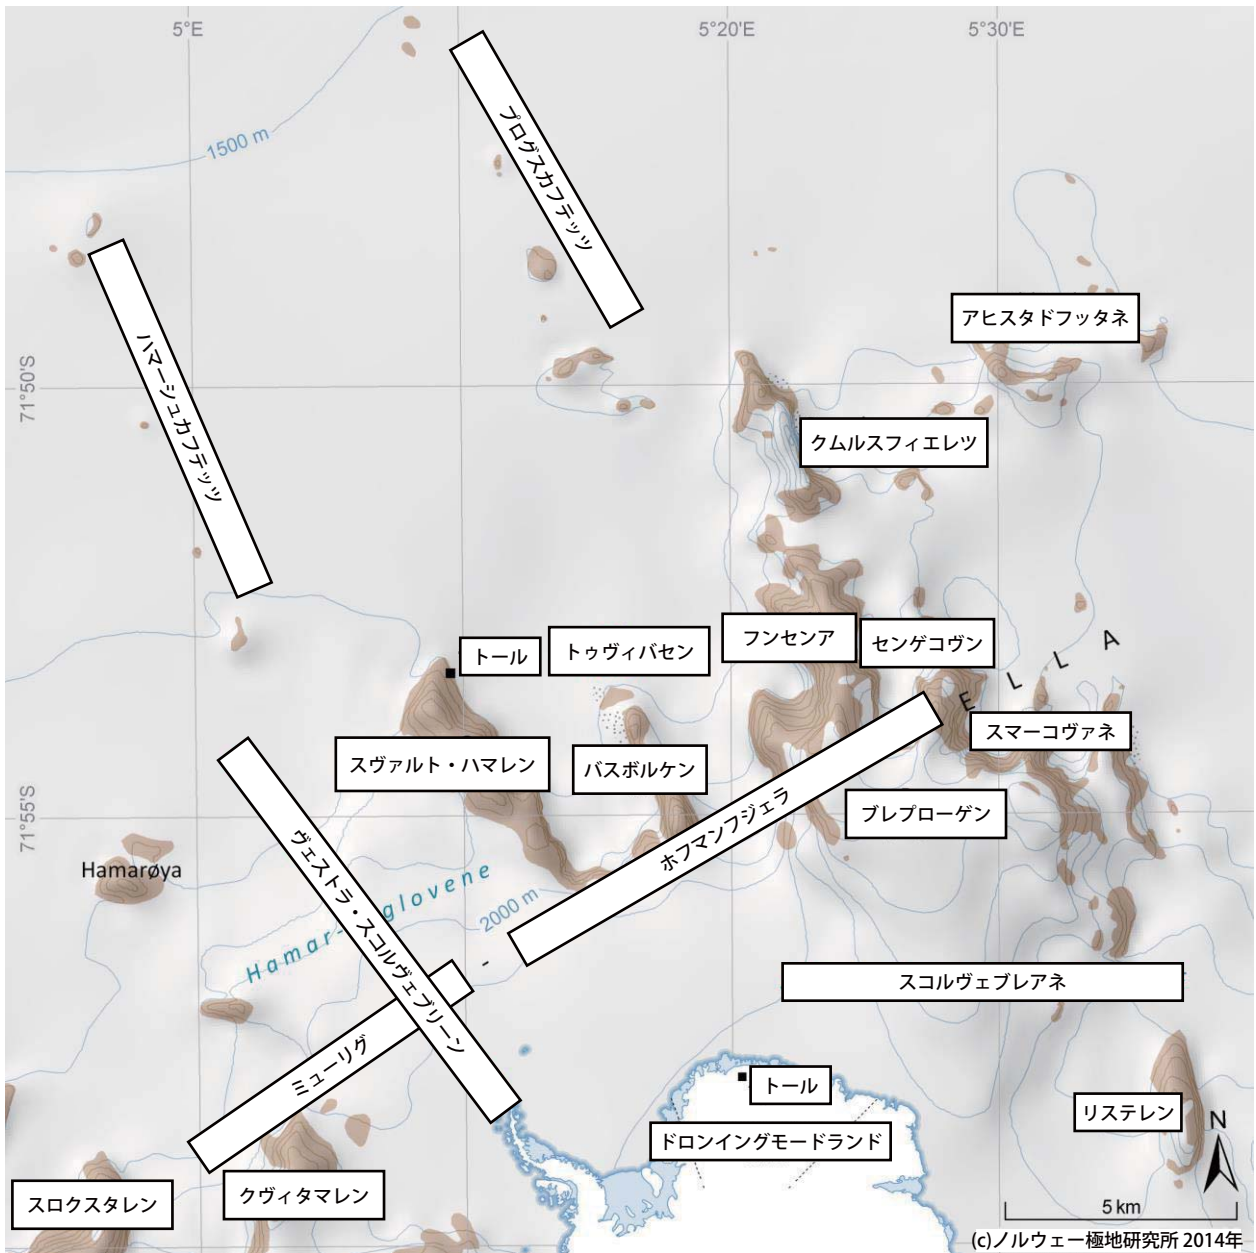 5°E
5°20'E
5°30'E
1500 m
プログスカフテッツ
ハマーシュカフテッツ
アヒスタドフッタネ
71°50'S
クムルスフィエレツ
トール
トゥヴィバセン
フンセンア
センゲコヴン
E L L A
スマーコヴァネ
スヴァルト・ハマレン
バスボルケン
ホフマンフジェラ
ブレプローゲン
71°55'S
ヴェストラ・スコルヴェブリーン
Hamarøya
Hamar-glovene
2000 m
-
スコルヴェブレアネ
ミューリグ
トール
ドロンイングモードランド
リステレン
N
スロクスタレン
クヴィタマレン
5 km
(c)ノルウェー極地研究所 2014年